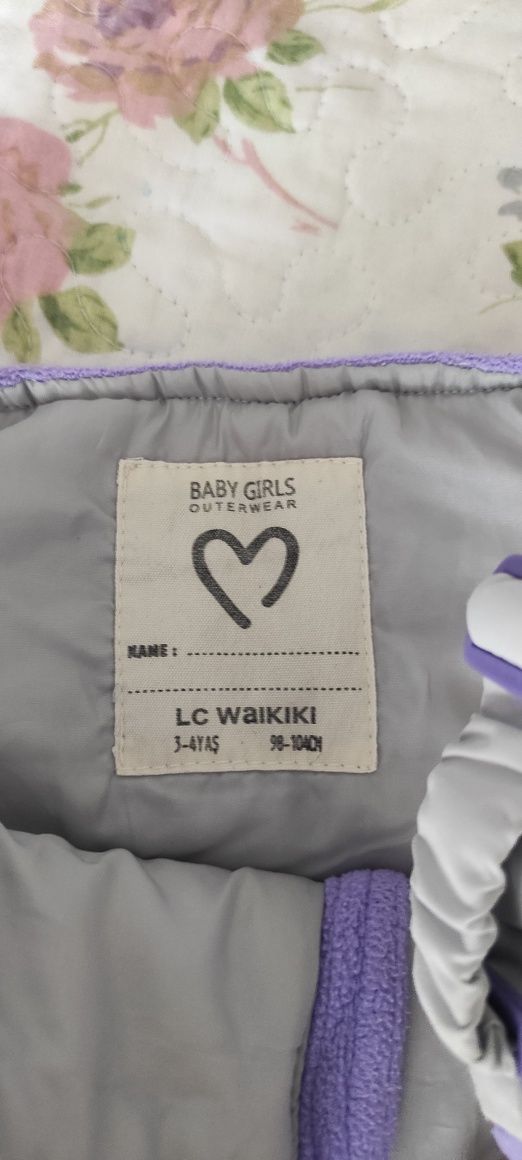 BABY GIRLS
OUTERWEAR
NAME :
LC WAIKIKI
3-4YAŞ 98-104CM